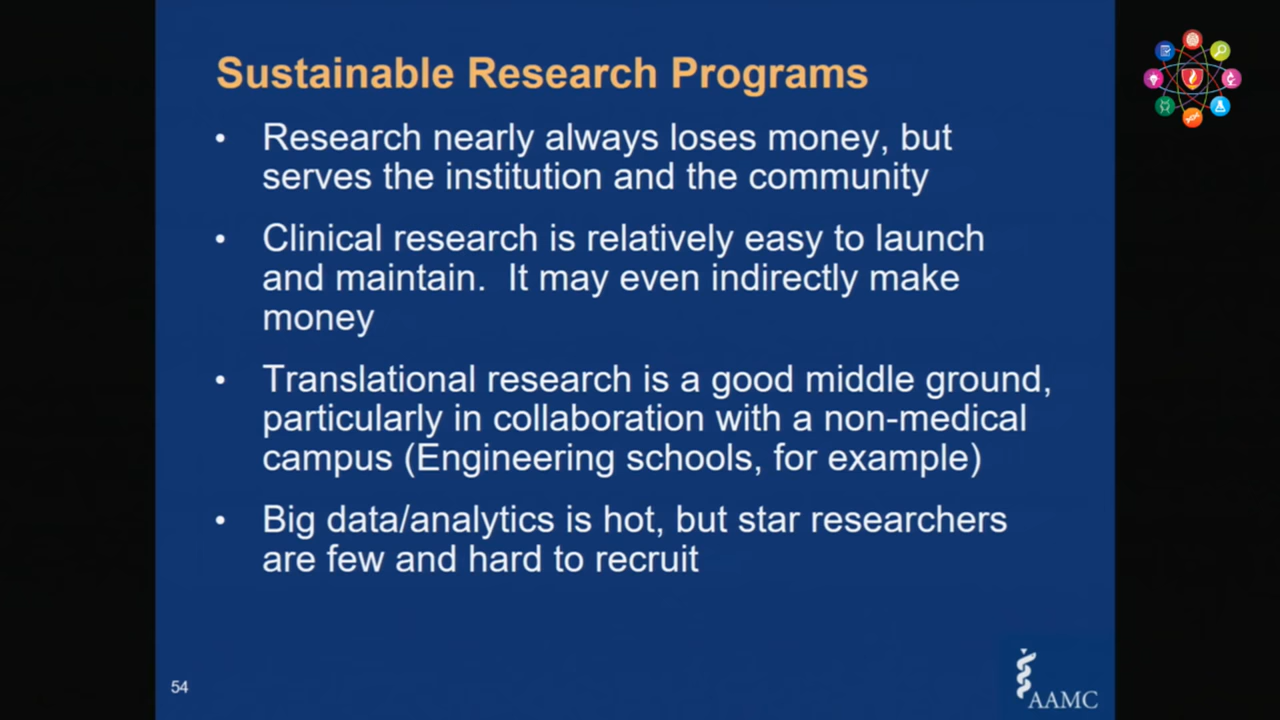 Sustainable Research Programs
• Research nearly always loses money, but
serves the institution and the community
• Clinical research is relatively easy to launch
and maintain.  It may even indirectly make
money
• Translational research is a good middle ground,
particularly in collaboration with a non-medical
campus (Engineering schools, for example)
• Big data/analytics is hot, but star researchers
are few and hard to recruit
54
AAMC